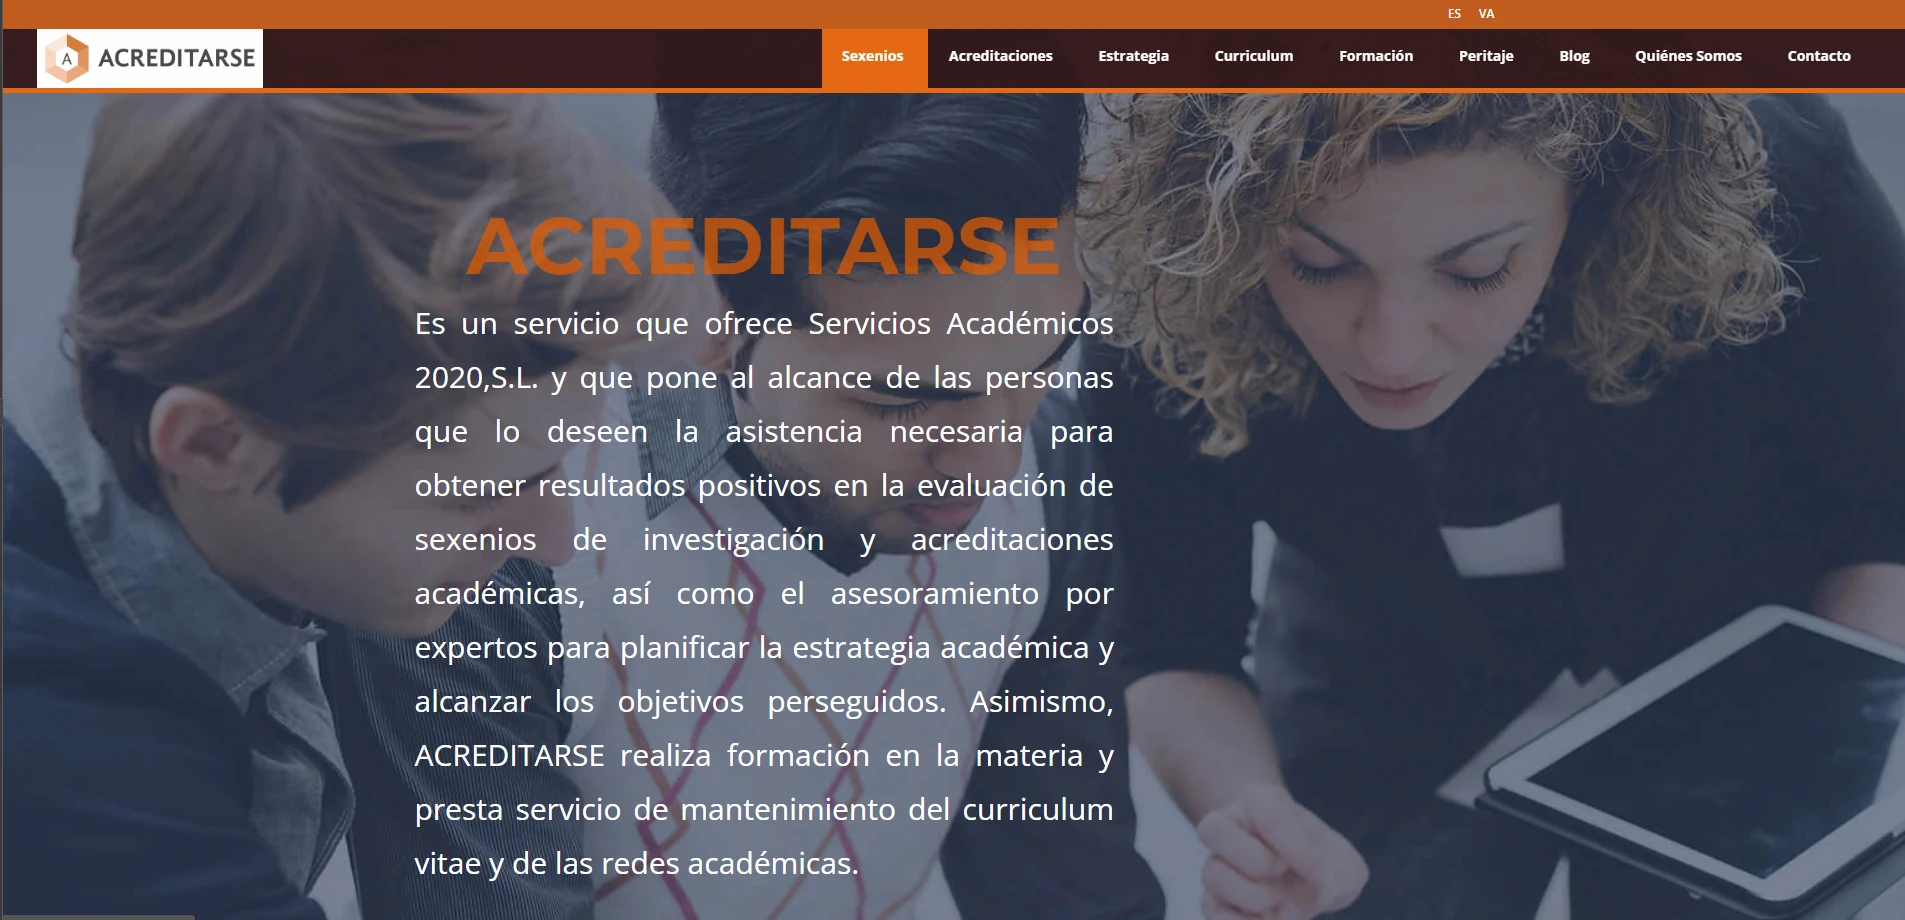 ES VA
A ACREDITARSE
Sexenios Acreditaciones Estrategia Curriculum Formación Peritaje Blog Quiénes Somos Contacto
ACREDITARSE
Es un servicio que ofrece Servicios Académicos
2020,S.L. y que pone al alcance de las personas
que lo deseen la asistencia necesaria para
obtener resultados positivos en la evaluación de
sexenios de investigación y acreditaciones
académicas, así como el asesoramiento por
expertos para planificar la estrategia académica y
alcanzar los objetivos perseguidos. Asimismo,
ACREDITARSE realiza formación en la materia y
presta servicio de mantenimiento del curriculum
vitae y de las redes académicas.